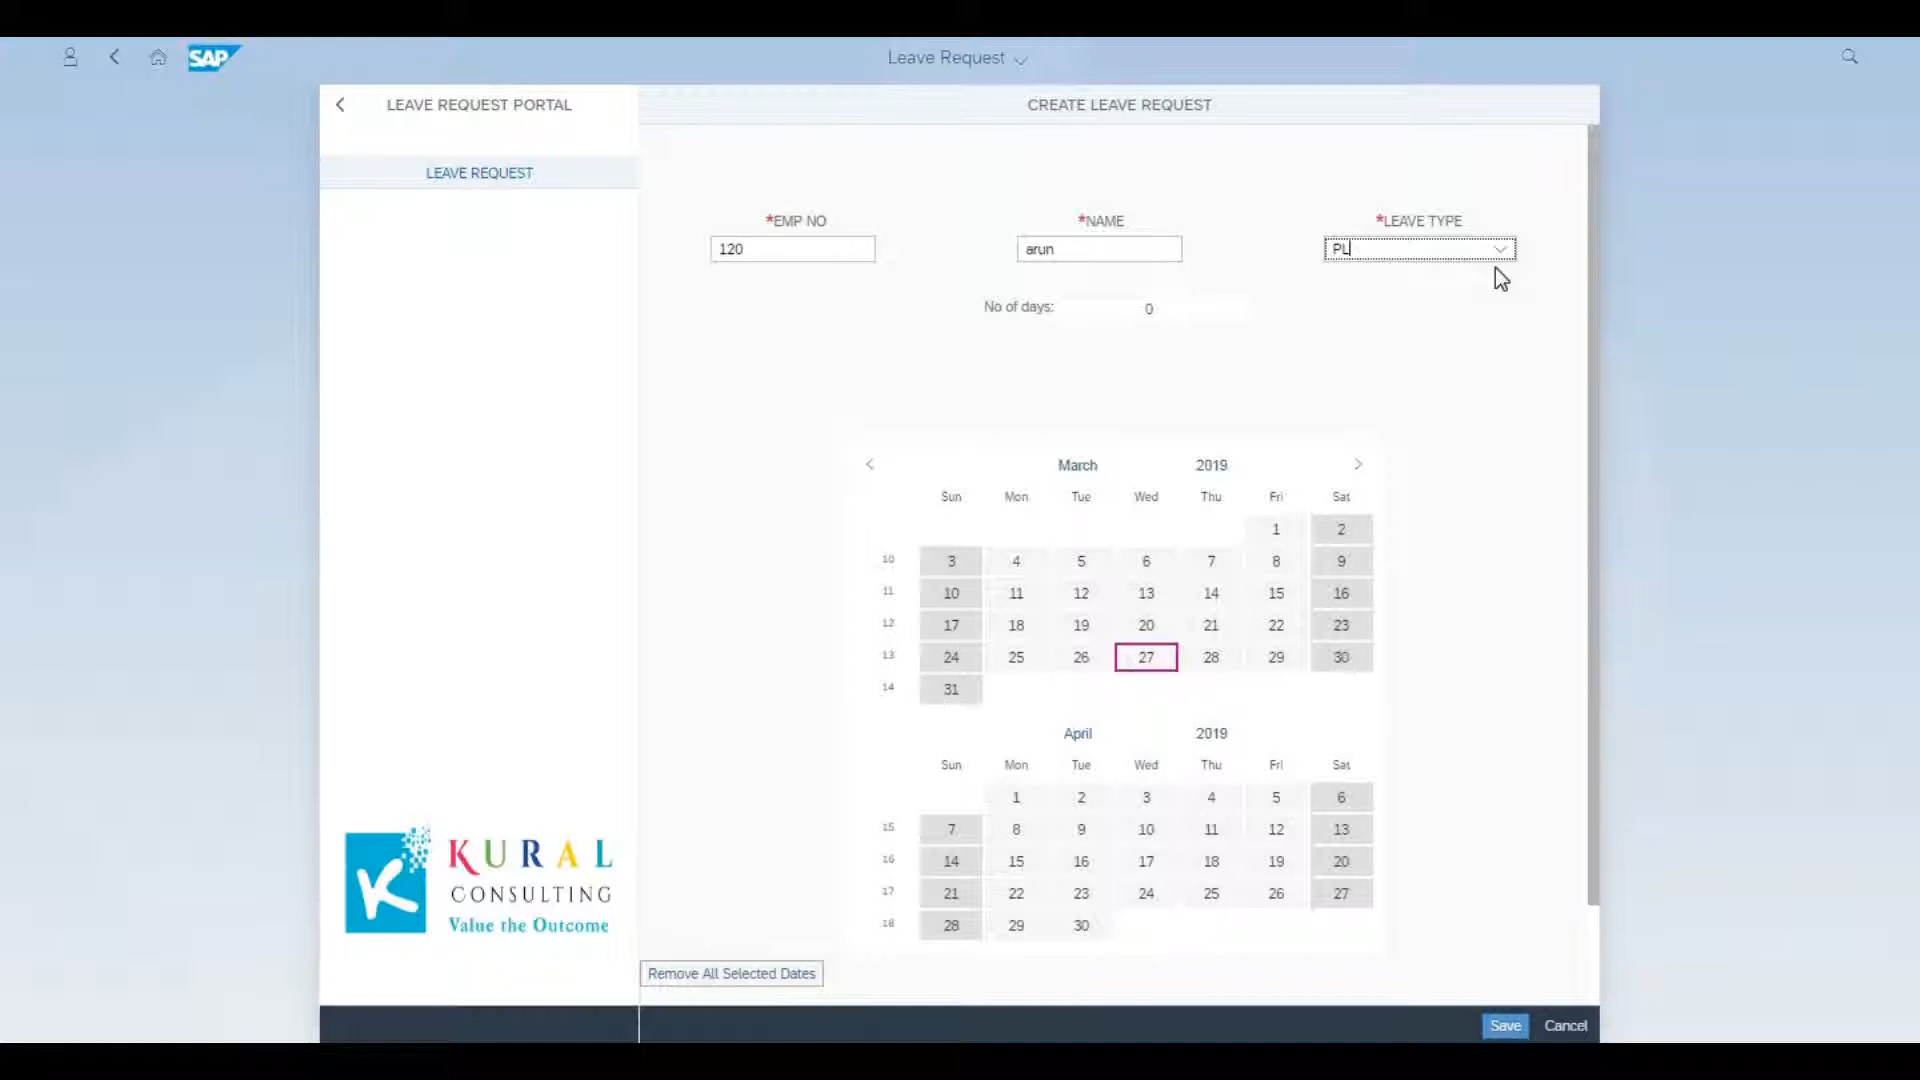 SAP
Leave Request
LEAVE REQUEST PORTAL
CREATE LEAVE REQUEST
LEAVE REQUEST
*EMP NO
*NAME
*LEAVE TYPE
120
arun
PL
No of days:
0
March 2019
Sun Mon Tue Wed Thu Fri Sat
1 2
10 3 4 5 6 7 8 9
11 10 11 12 13 14 15 16
12 17 18 19 20 21 22 23
13 24 25 26 27 28 29 30
14 31
April 2019
Sun Mon Tue Wed Thu Fri Sat
1 2 3 4 5 6
15 7 8 9 10 11 12 13
16 14 15 16 17 18 19 20
17 21 22 23 24 25 26 27
18 28 29 30
K
KURAL
CONSULTING
Value the Outcome
Remove All Selected Dates
Save
Cancel